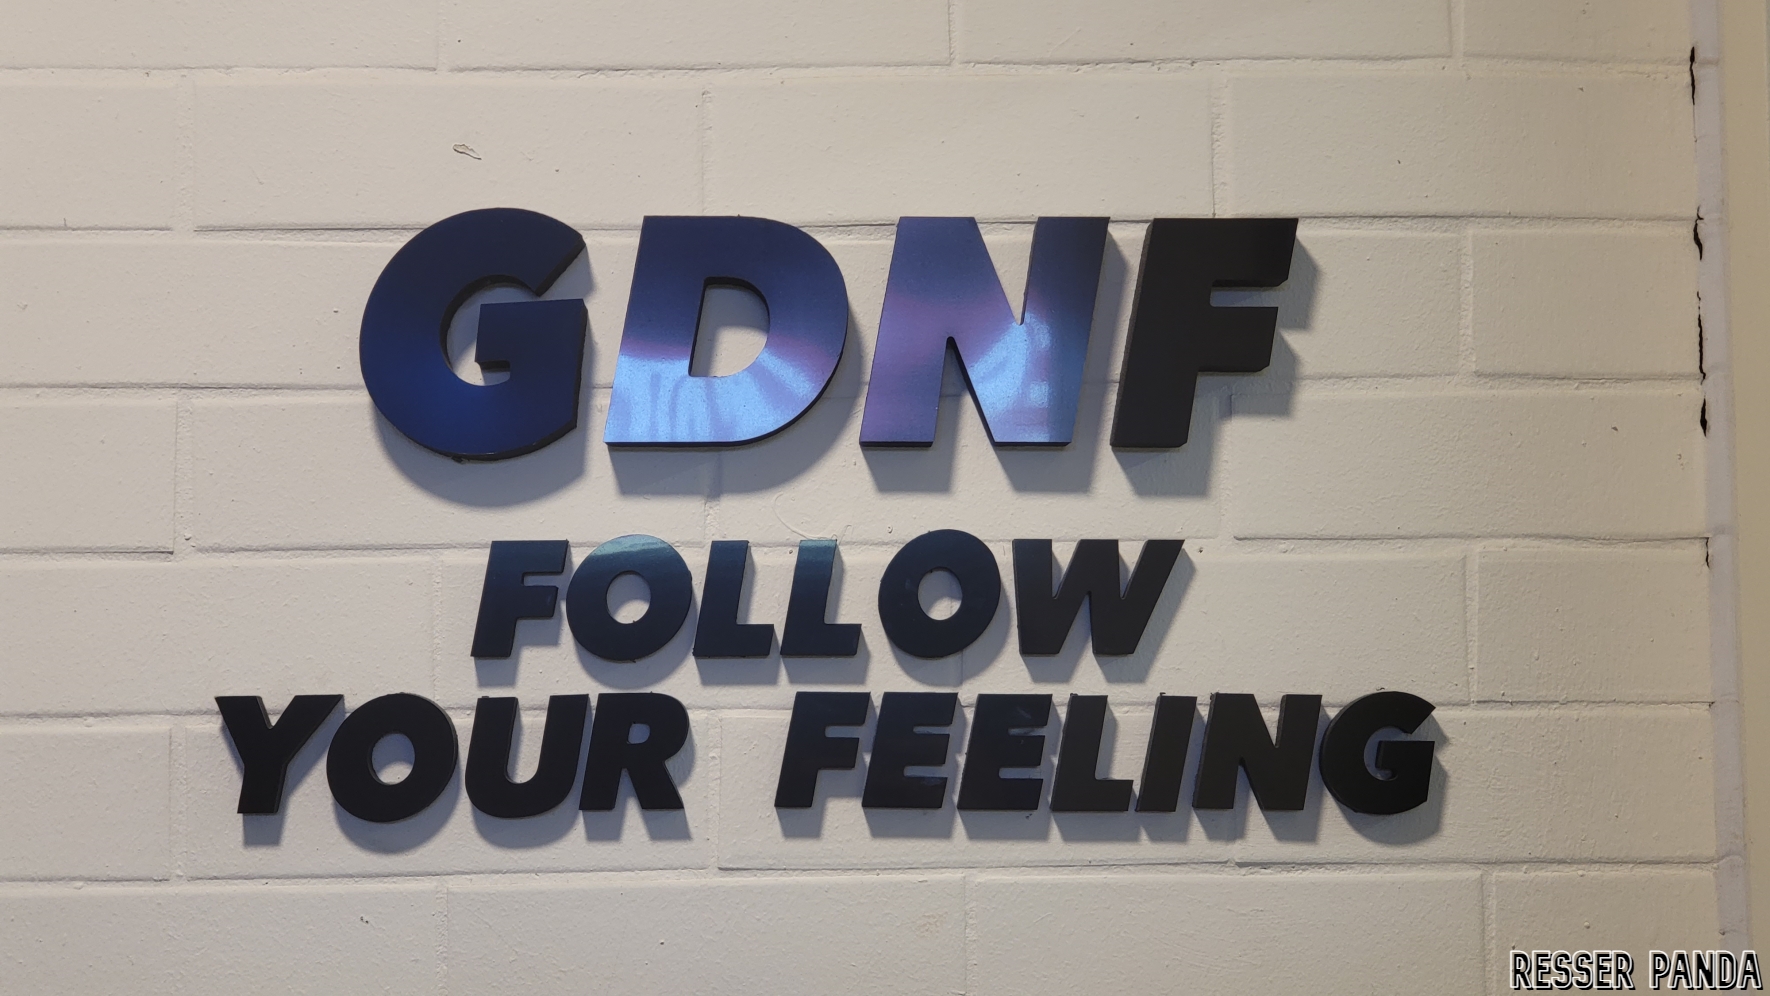 GDNF
FOLLOW
YOUR FEELING
RESSER PANDA